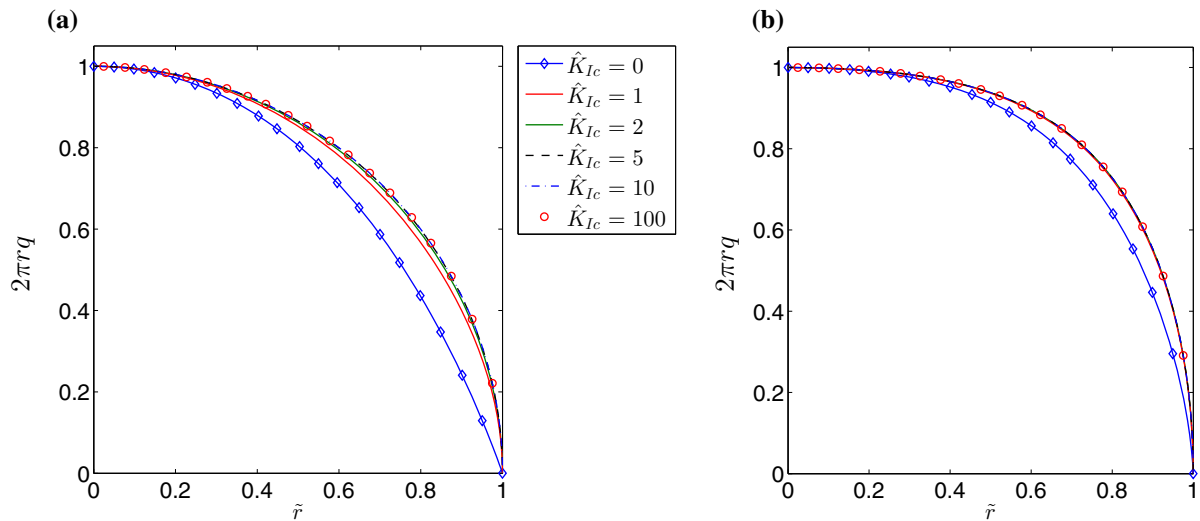 (a)
(b)
2πrq
1
0.8
0.6
0.4
0.2
0
0 0.2 0.4 0.6 0.8 1
r̃
K̂_{Ic} = 0
K̂_{Ic} = 1
K̂_{Ic} = 2
K̂_{Ic} = 5
K̂_{Ic} = 10
K̂_{Ic} = 100
2πrq
1
0.8
0.6
0.4
0.2
0
0 0.2 0.4 0.6 0.8 1
r̃